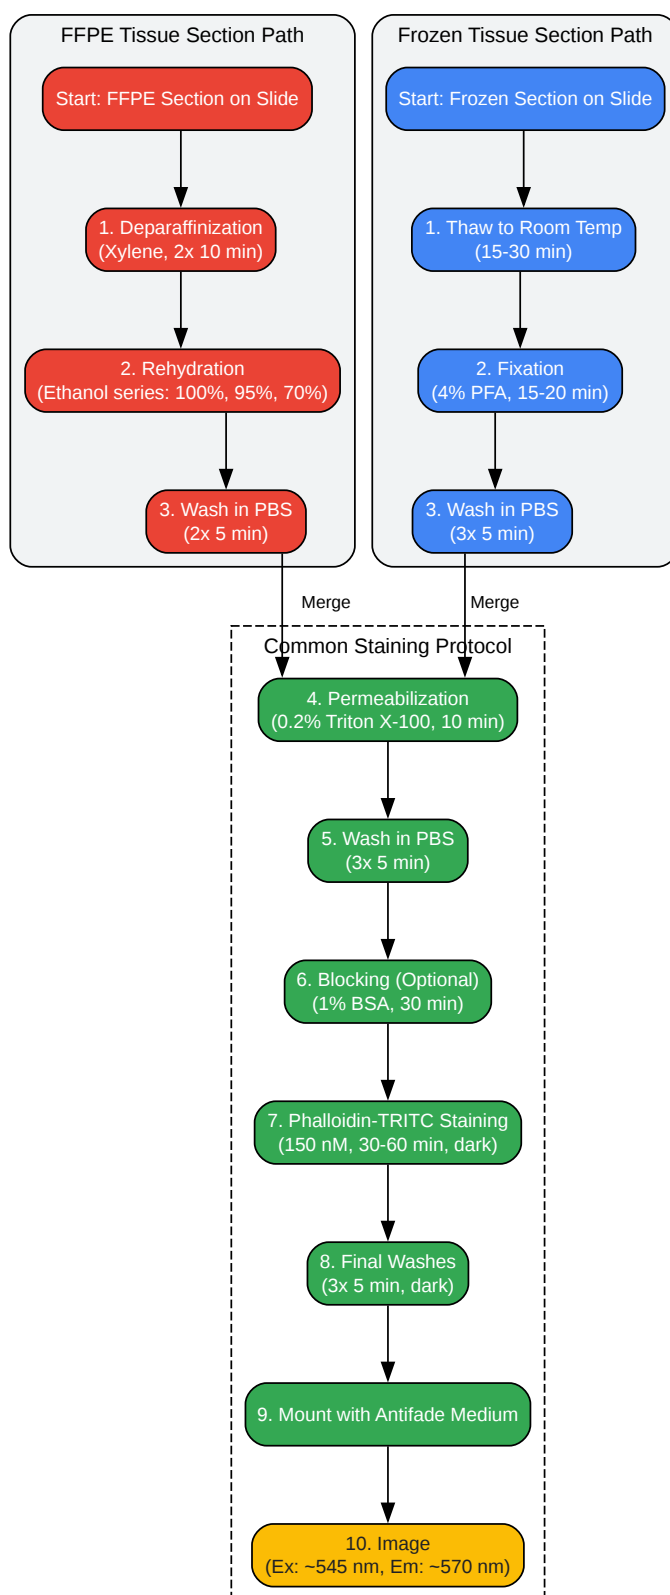 FFPE Tissue Section Path
Start: FFPE Section on Slide
1. Deparaffinization
(Xylene, 2x 10 min)
2. Rehydration
(Ethanol series: 100%, 95%, 70%)
3. Wash in PBS
(2x 5 min)
Frozen Tissue Section Path
Start: Frozen Section on Slide
1. Thaw to Room Temp
(15-30 min)
2. Fixation
(4% PFA, 15-20 min)
3. Wash in PBS
(3x 5 min)
Merge
Merge
Common Staining Protocol
4. Permeabilization
(0.2% Triton X-100, 10 min)
5. Wash in PBS
(3x 5 min)
6. Blocking (Optional)
(1% BSA, 30 min)
7. Phalloidin-TRITC Staining
(150 nM, 30-60 min, dark)
8. Final Washes
(3x 5 min, dark)
9. Mount with Antifade Medium
10. Image
(Ex: ~545 nm, Em: ~570 nm)